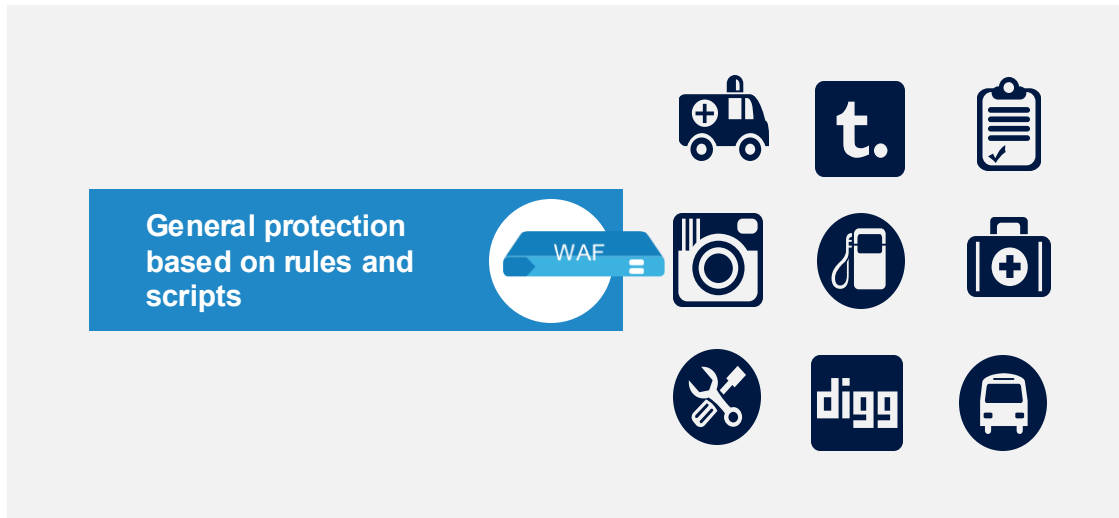 General protection
based on rules and
scripts
WAF
t.
digg